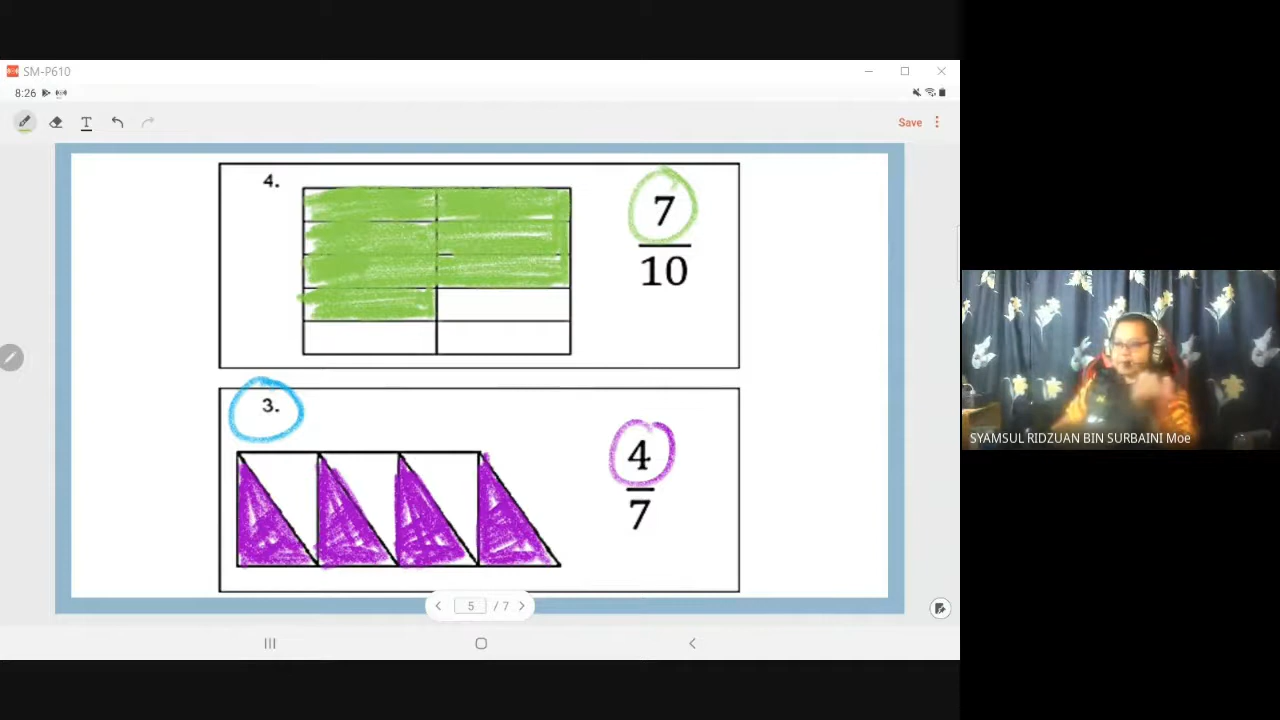 SM-P610
8:26
T
Save
4.
7
10
3.
4
7
5 / 7
SYAMSUL RIDZUAN BIN SURBAINI Moe